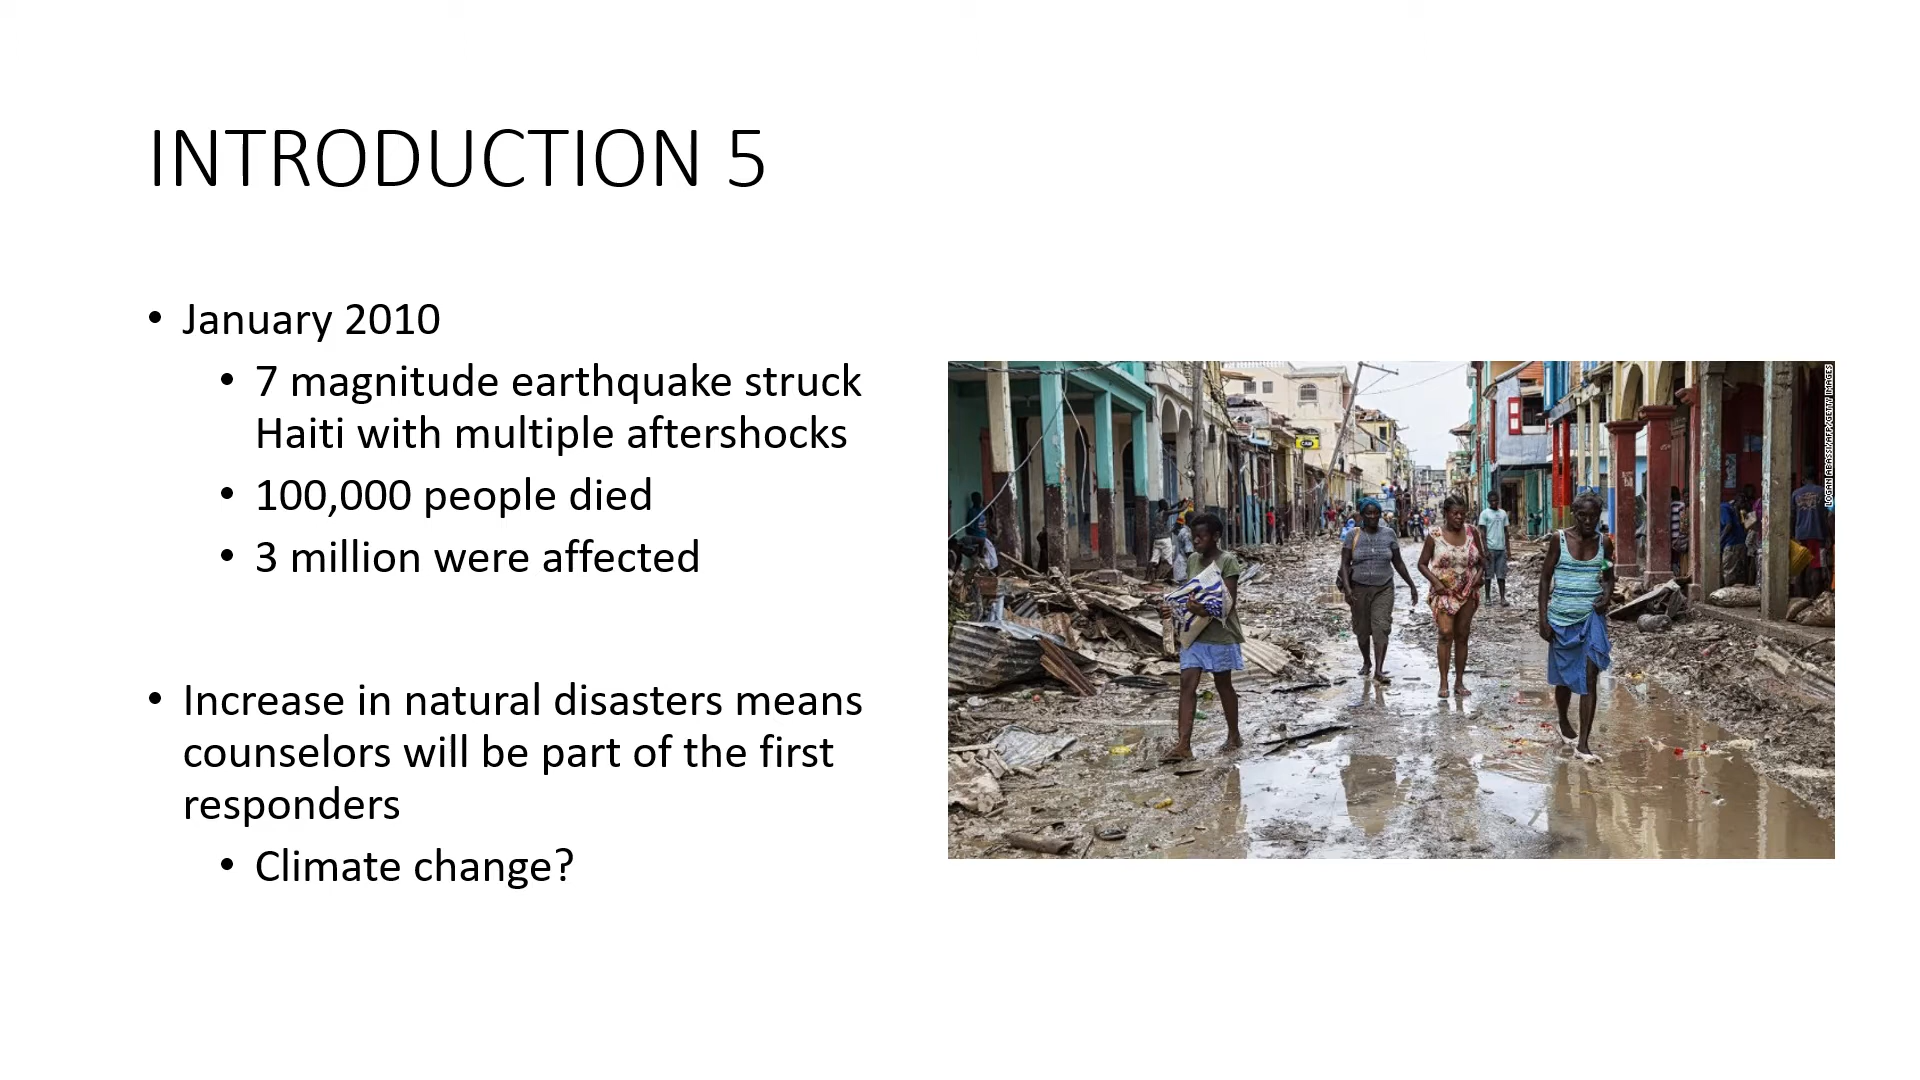 INTRODUCTION 5
• January 2010
• 7 magnitude earthquake struck
Haiti with multiple aftershocks
• 100,000 people died
• 3 million were affected
• Increase in natural disasters means
counselors will be part of the first
responders
• Climate change?
LOGAN ABASSI/AFP/GETTY IMAGES